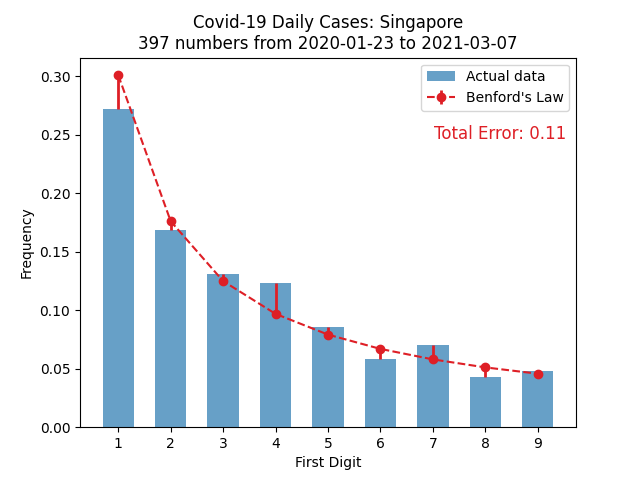 Covid-19 Daily Cases: Singapore
397 numbers from 2020-01-23 to 2021-03-07
Actual data
Benford's Law
Total Error: 0.11
Frequency
0.30
0.25
0.20
0.15
0.10
0.05
0.00
1 2 3 4 5 6 7 8 9
First Digit